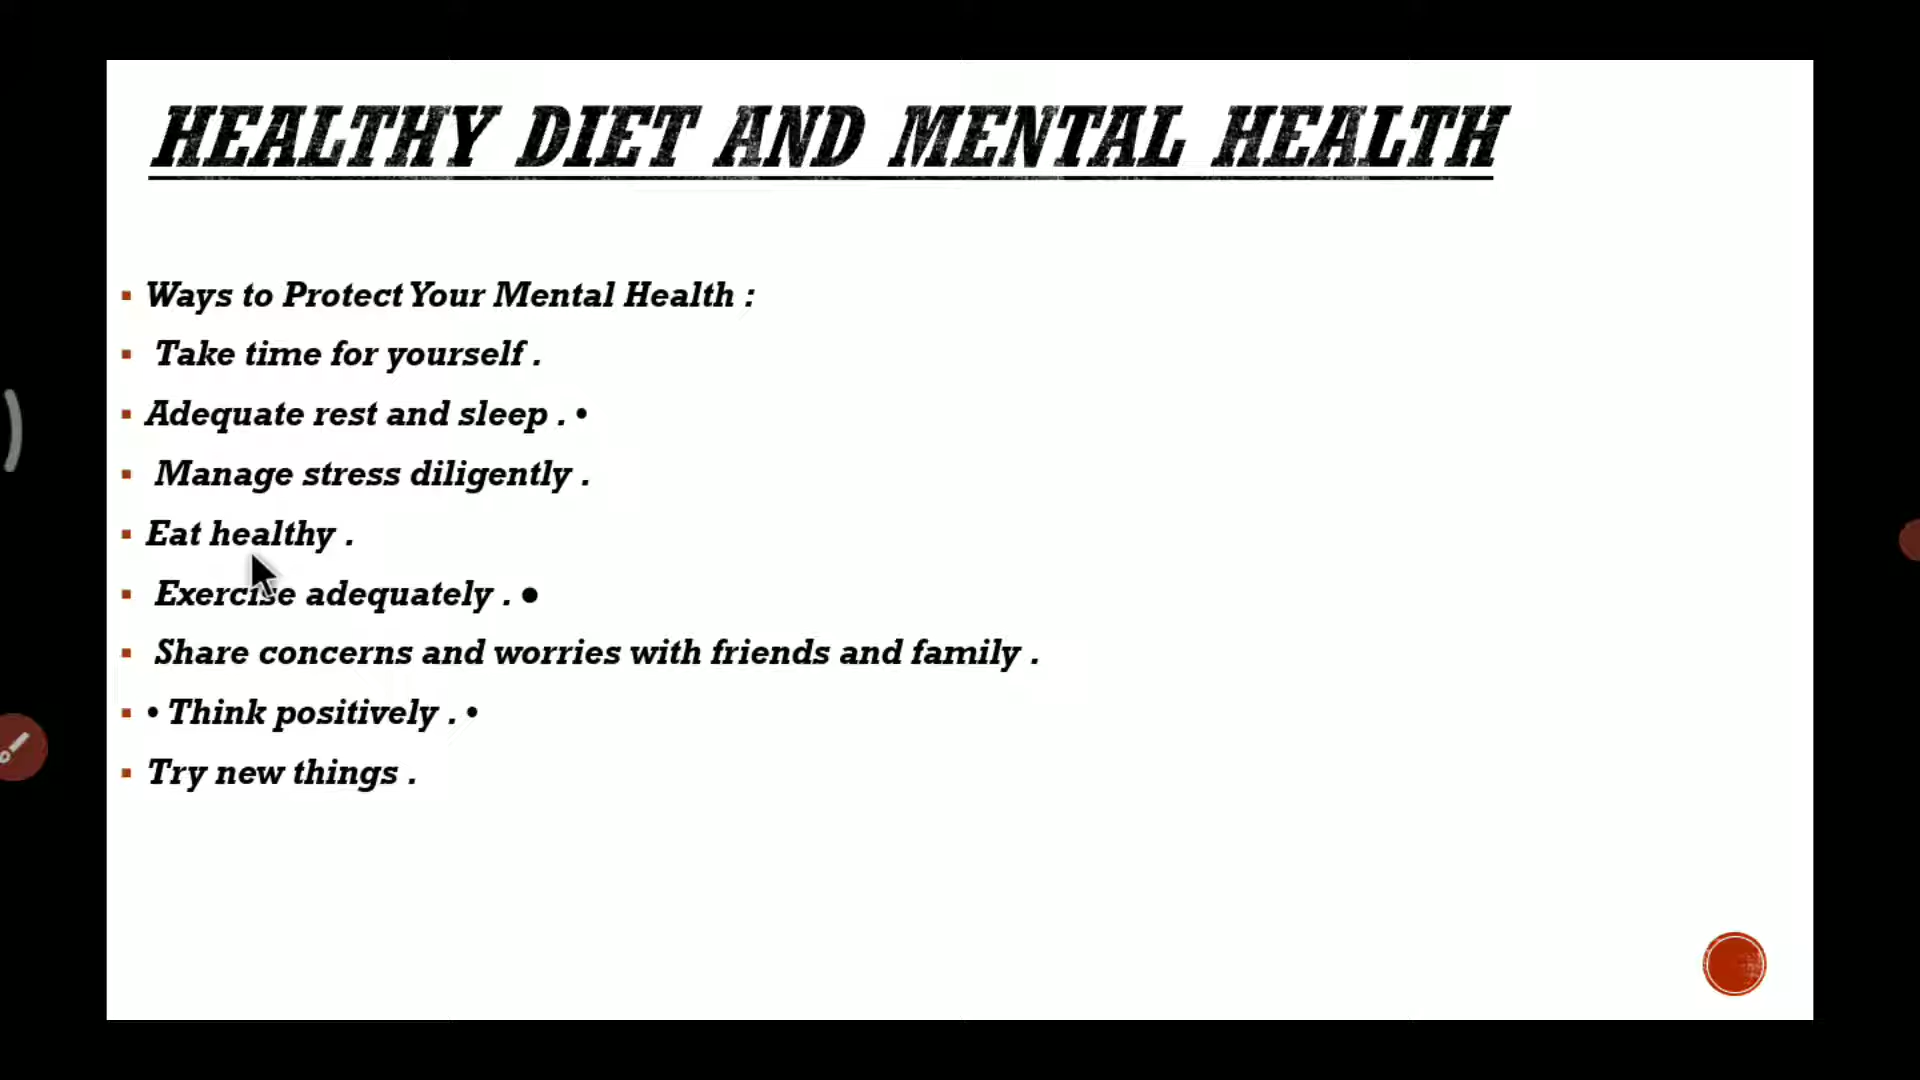 HEALTHY DIET AND MENTAL HEALTH
▪ Ways to Protect Your Mental Health :
▪ Take time for yourself .
▪ Adequate rest and sleep . •
▪ Manage stress diligently .
▪ Eat healthy .
▪ Exercise adequately . ●
▪ Share concerns and worries with friends and family .
▪ • Think positively . •
▪ Try new things .